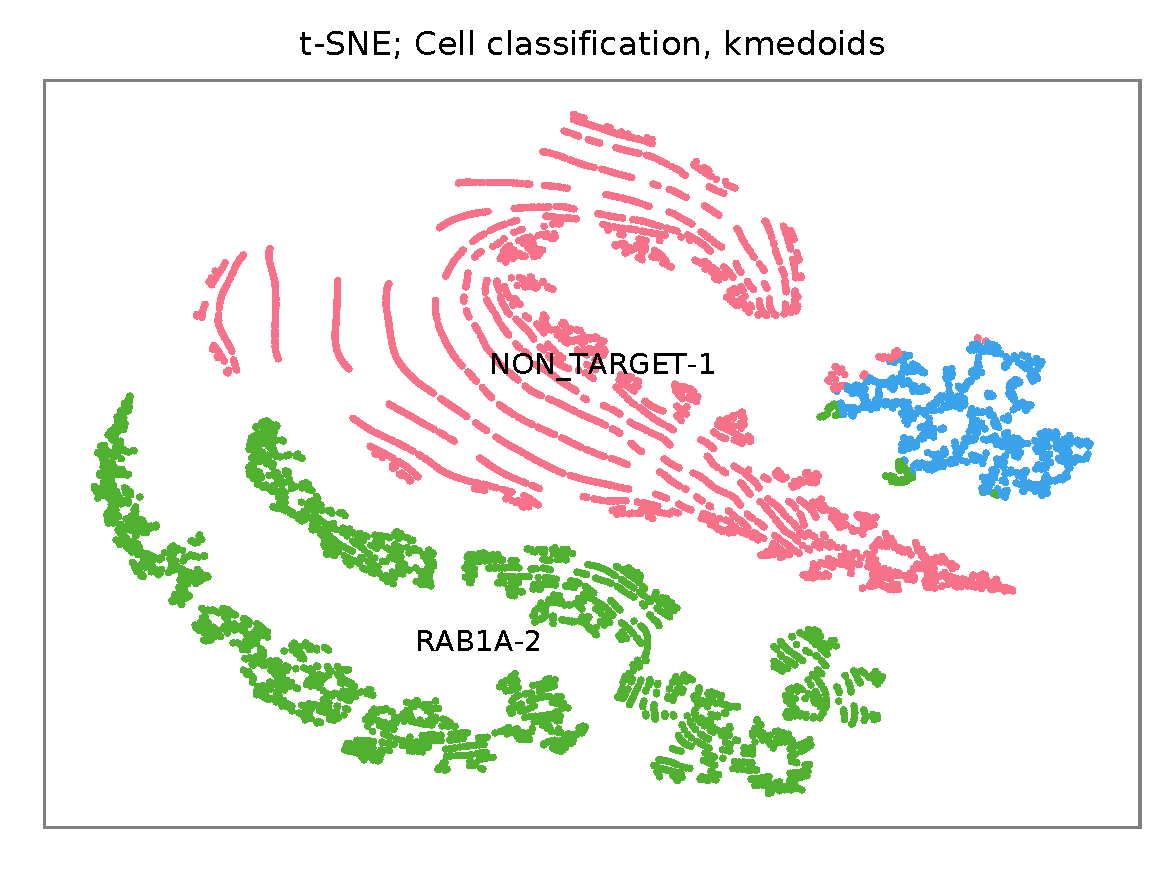 t-SNE; Cell classification, kmedoids
NON_TARGET-1
RAB1A-2